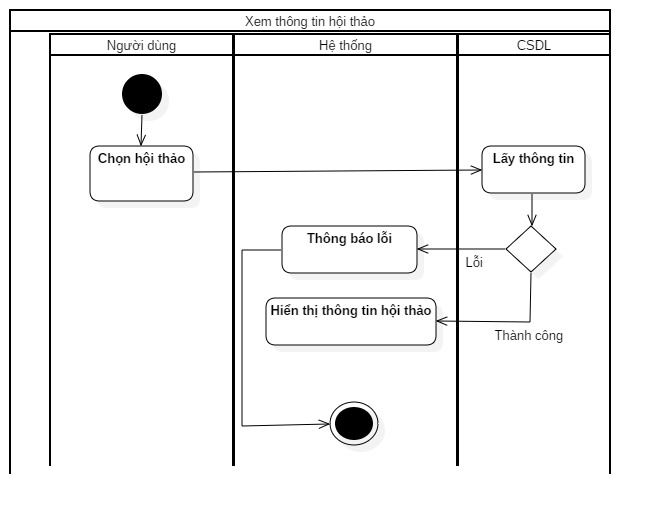 Xem thông tin hội thảo
Người dùng
Hệ thống
CSDL
Chọn hội thảo
Lấy thông tin
Thông báo lỗi
Lỗi
Hiển thị thông tin hội thảo
Thành công